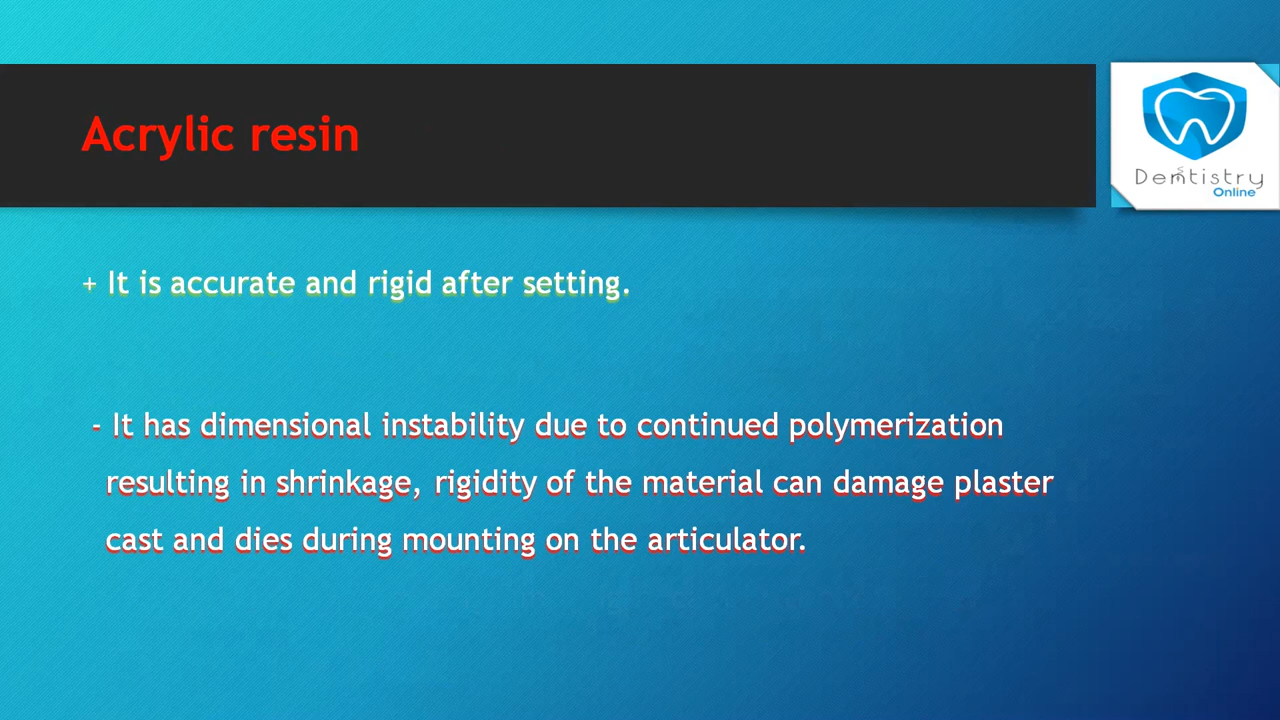 Acrylic resin
Dentistry
Online
+ It is accurate and rigid after setting.
- It has dimensional instability due to continued polymerization
resulting in shrinkage, rigidity of the material can damage plaster
cast and dies during mounting on the articulator.